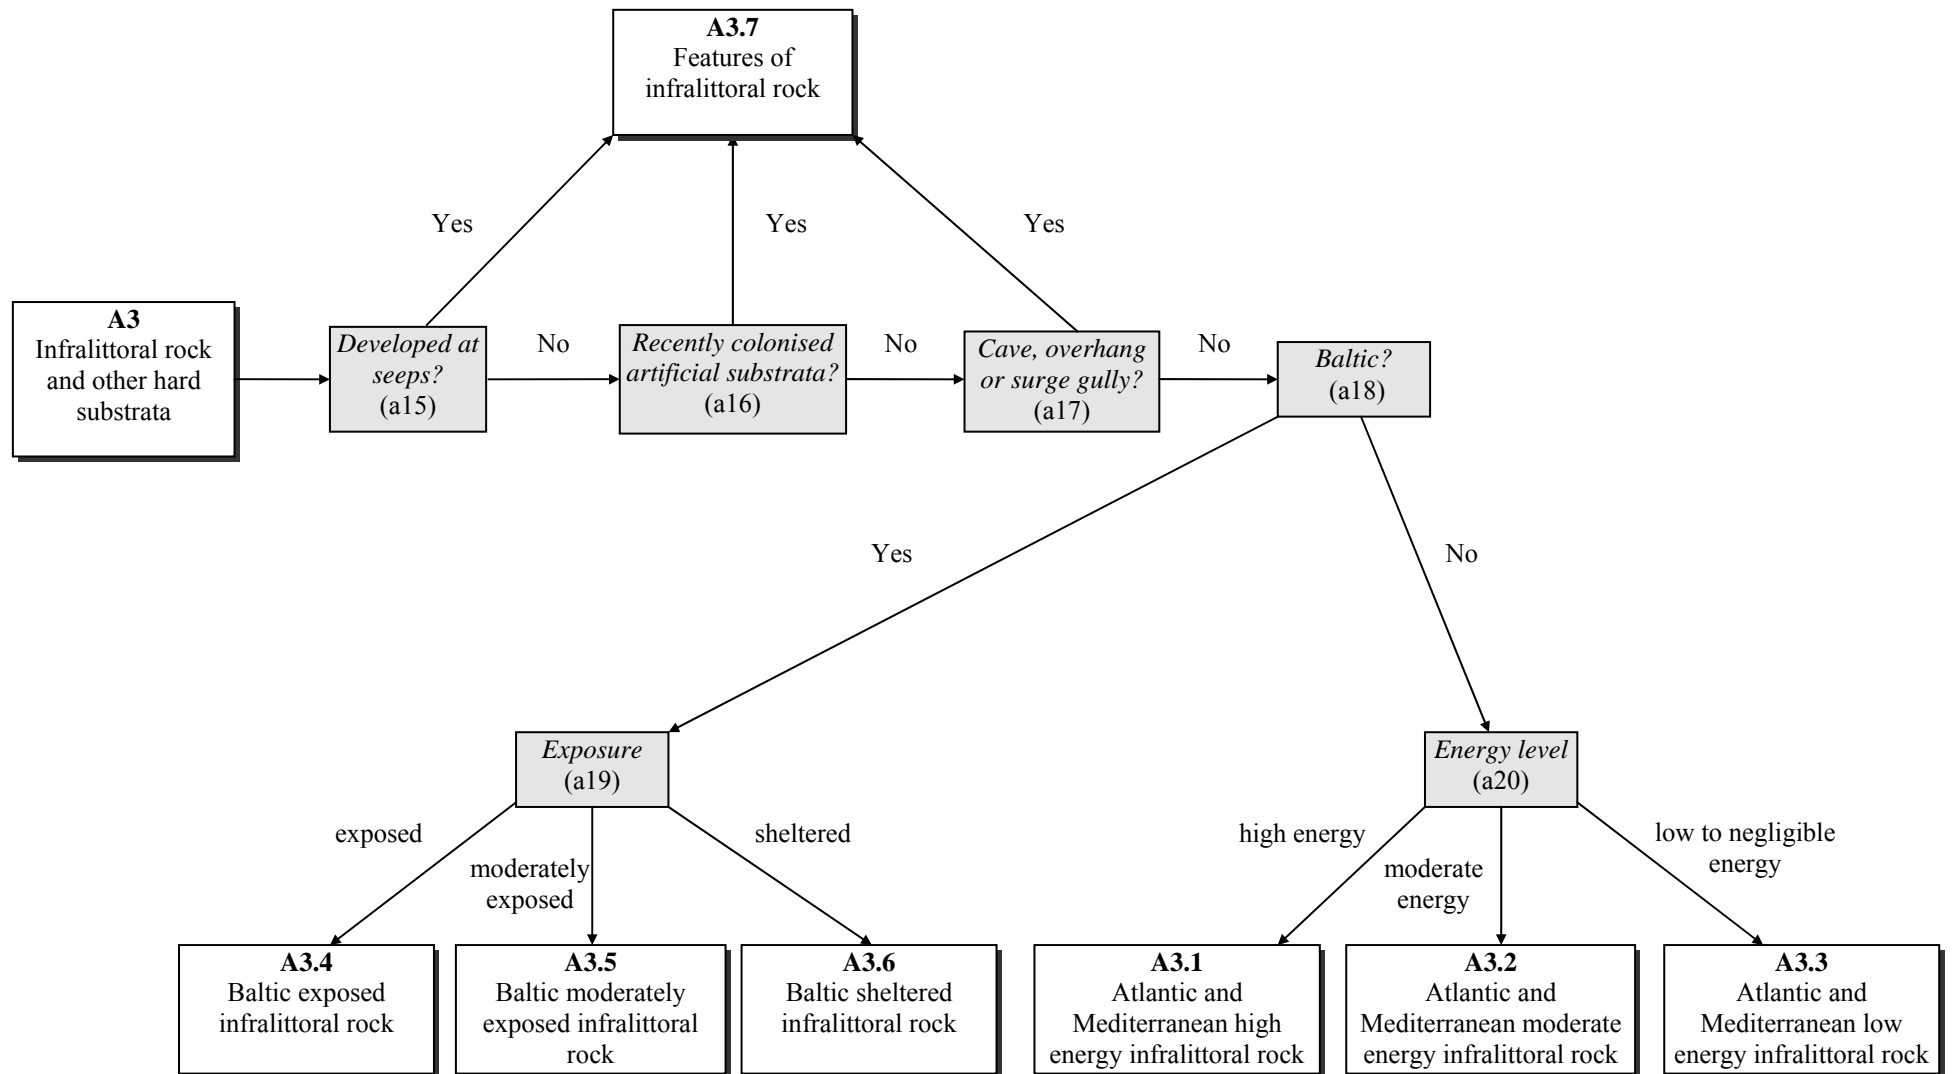 A3.7
Features of
infralittoral rock
Yes
Yes
Yes
A3
Infralittoral rock
and other hard
substrata
Developed at
seeps?
(a15)
No
Recently colonised
artificial substrata?
(a16)
No
Cave, overhang
or surge gully?
(a17)
No
Baltic?
(a18)
Yes
No
Exposure
(a19)
exposed
moderately
exposed
sheltered
Energy level
(a20)
high energy
moderate
energy
low to negligible
energy
A3.4
Baltic exposed
infralittoral rock
A3.5
Baltic moderately
exposed infralittoral
rock
A3.6
Baltic sheltered
infralittoral rock
A3.1
Atlantic and
Mediterranean high
energy infralittoral rock
A3.2
Atlantic and
Mediterranean moderate
energy infralittoral rock
A3.3
Atlantic and
Mediterranean low
energy infralittoral rock